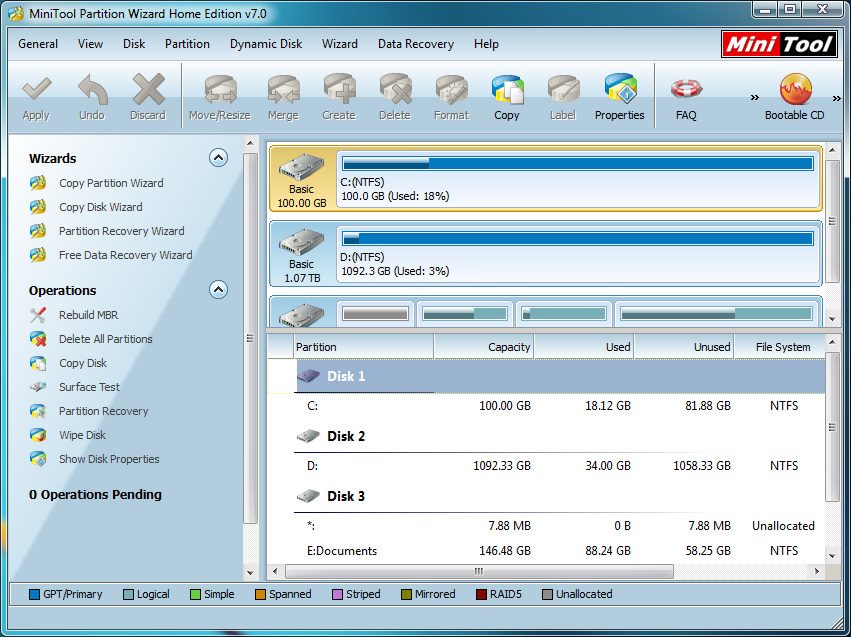 MiniTool Partition Wizard Home Edition v7.0
General View Disk Partition Dynamic Disk Wizard Data Recovery Help
Mini Tool
Apply Undo Discard Move/Resize Merge Create Delete Format Copy Label Properties FAQ » Bootable CD »
Wizards
Copy Partition Wizard
Copy Disk Wizard
Partition Recovery Wizard
Free Data Recovery Wizard
Operations
Rebuild MBR
Delete All Partitions
Copy Disk
Surface Test
Partition Recovery
Wipe Disk
Show Disk Properties
0 Operations Pending
Basic
100.00 GB
C:(NTFS)
100.0 GB (Used: 18%)
Basic
1.07 TB
D:(NTFS)
1092.3 GB (Used: 3%)
Partition Capacity Used Unused File System
Disk 1
C: 100.00 GB 18.12 GB 81.88 GB NTFS
Disk 2
D: 1092.33 GB 34.00 GB 1058.33 GB NTFS
Disk 3
*: 7.88 MB 0 B 7.88 MB Unallocated
E:Documents 146.48 GB 88.24 GB 58.25 GB NTFS
GPT/Primary Logical Simple Spanned Striped Mirrored RAID5 Unallocated